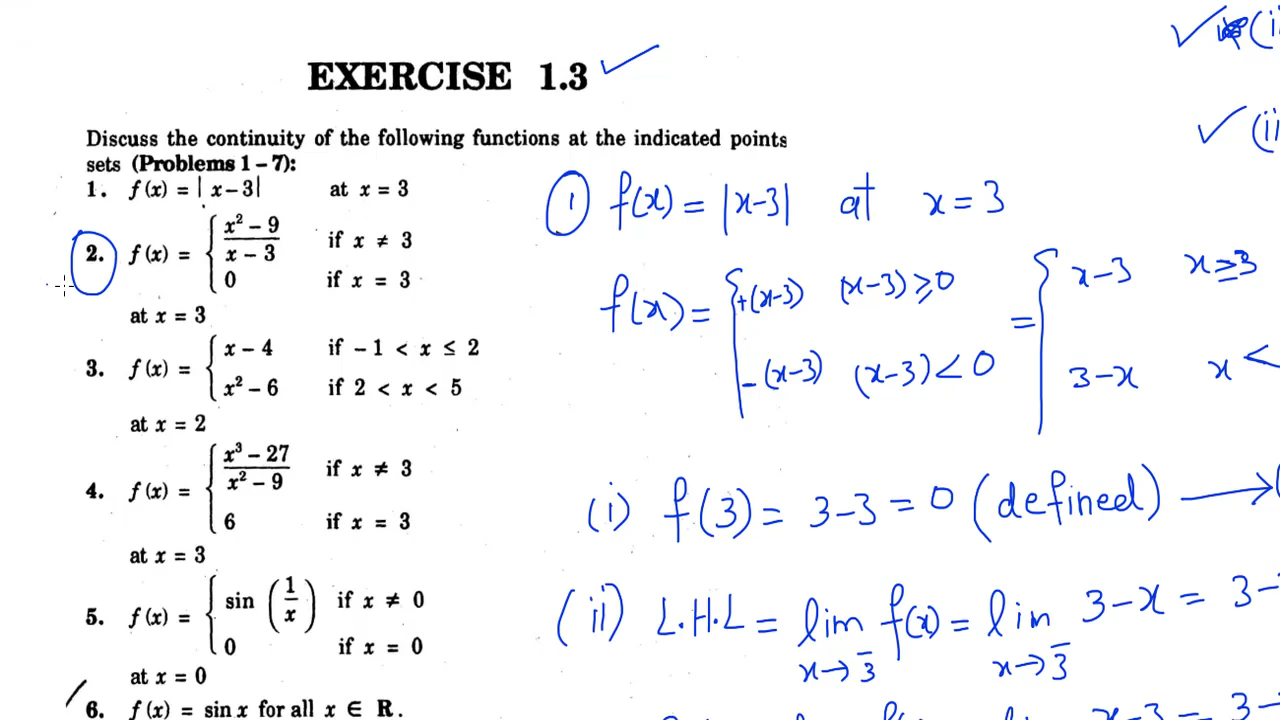 EXERCISE 1.3
Discuss the continuity of the following functions at the indicated points
sets (Problems 1 – 7):
1. f(x) = | x – 3| at x = 3
2. f(x) = { (x² – 9)/(x – 3) if x ≠ 3
0 if x = 3
at x = 3
3. f(x) = { x – 4 if – 1 < x ≤ 2
x² – 6 if 2 < x < 5
at x = 2
4. f(x) = { (x³ – 27)/(x² – 9) if x ≠ 3
6 if x = 3
at x = 3
5. f(x) = { sin (1/x) if x ≠ 0
0 if x = 0
at x = 0
6. f(x) = sin x for all x ∈ R.
(ii
(ii
1 f(x) = |x-3| at x = 3
f(x) = { +(x-3) (x-3) ≥ 0 = { x-3 x ≥ 3
-(x-3) (x-3) < 0 3-x x <
(i) f(3) = 3-3 = 0 (defined) →
(ii) L.H.L = lim x→3⁻ f(x) = lim x→3⁻ 3-x = 3-